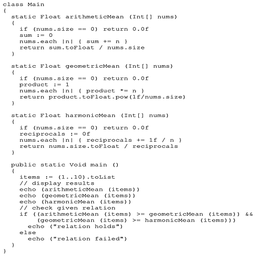 class Main
{
  static Float arithmeticMean (Int[] nums)
  {
    if (nums.size == 0) return 0.0f
    sum := 0
    nums.each |n| { sum += n }
    return sum.toFloat / nums.size
  }

  static Float geometricMean (Int[] nums)
  {
    if (nums.size == 0) return 0.0f
    product := 1
    nums.each |n| { product *= n }
    return product.toFloat.pow(1f/nums.size)
  }

  static Float harmonicMean (Int[] nums)
  {
    if (nums.size == 0) return 0.0f
    reciprocals := 0f
    nums.each |n| { reciprocals += 1f / n }
    return nums.size.toFloat / reciprocals
  }

  public static Void main ()
  {
    items := (1..10).toList
    // display results
    echo (arithmeticMean (items))
    echo (geometricMean (items))
    echo (harmonicMean (items))
    // check given relation
    if ((arithmeticMean (items) >= geometricMean (items)) &&
        (geometricMean (items) >= harmonicMean (items)))
      echo ("relation holds")
    else
      echo ("relation failed")
  }
}